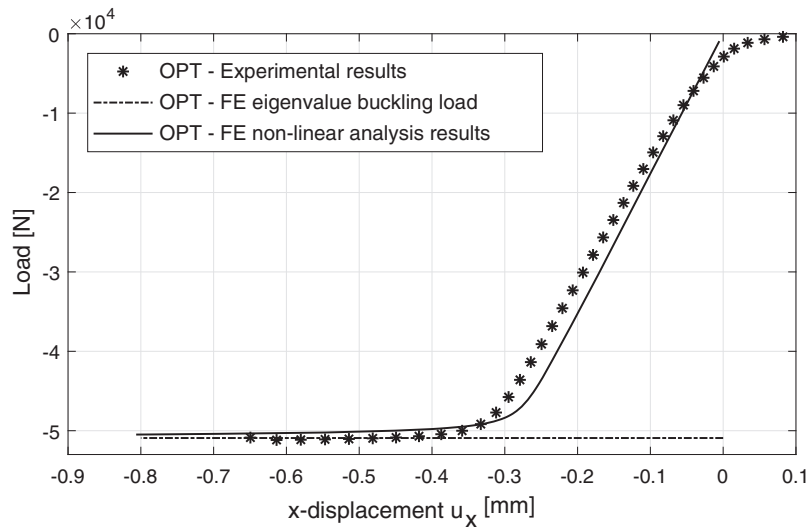 ×10⁴
0
-1
-2
-3
-4
-5
Load [N]
OPT - Experimental results
OPT - FE eigenvalue buckling load
OPT - FE non-linear analysis results
-0.9 -0.8 -0.7 -0.6 -0.5 -0.4 -0.3 -0.2 -0.1 0 0.1
x-displacement uₓ [mm]